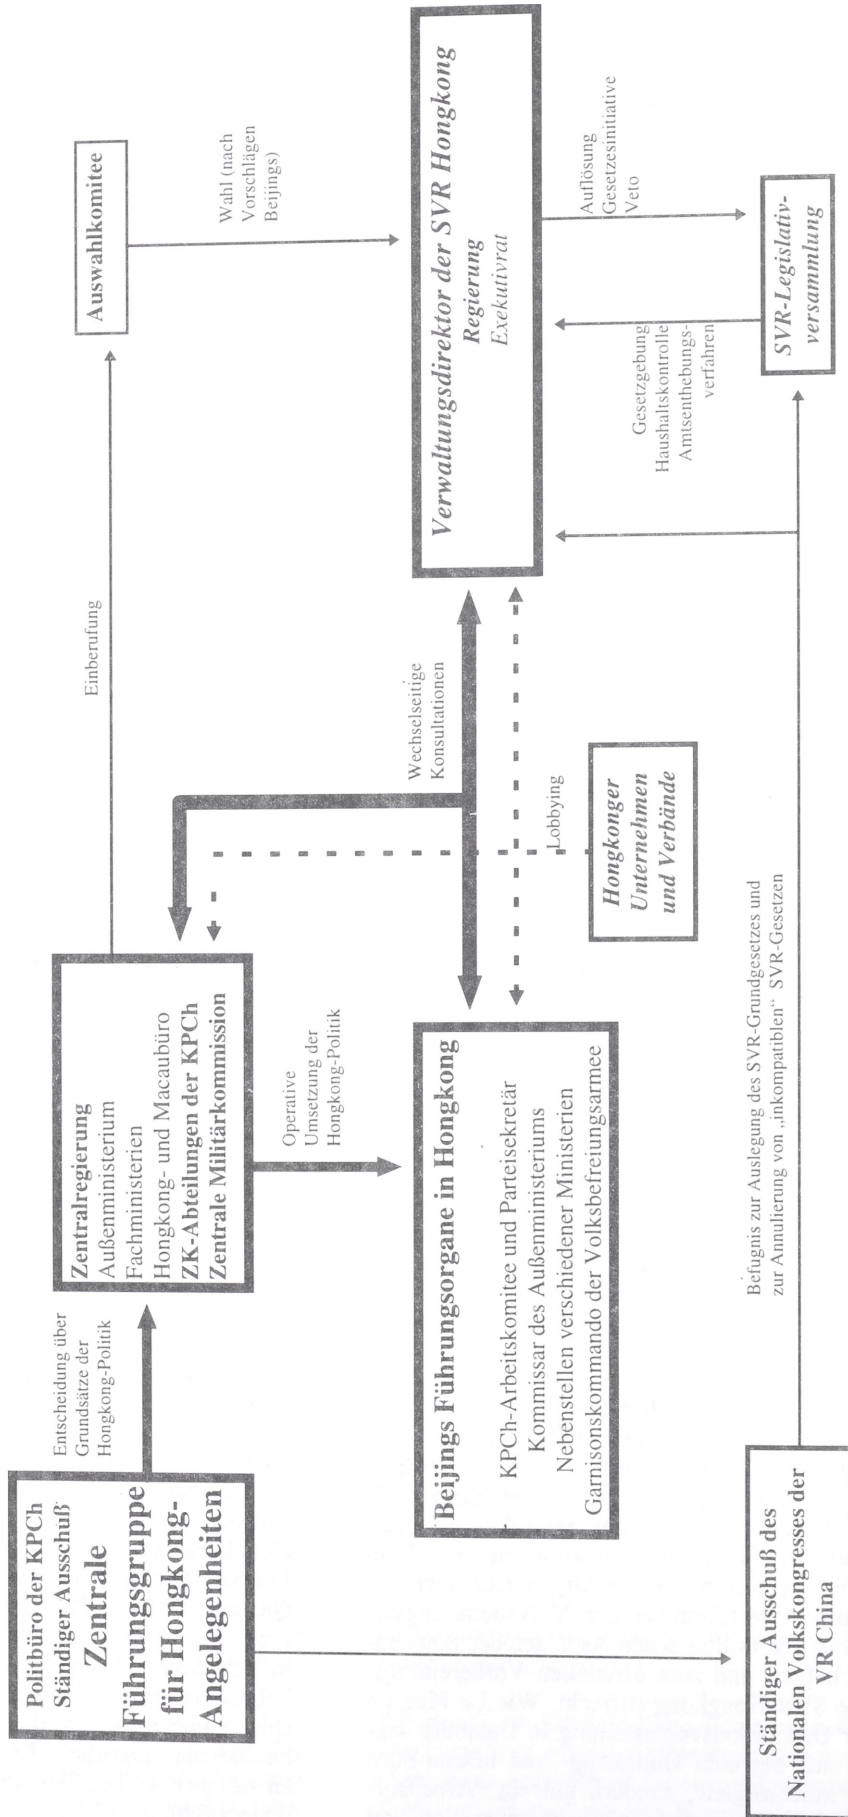 Politbüro der KPCh
Ständiger Ausschuß
Zentrale
Führungsgruppe
für Hongkong-
Angelegenheiten
Entscheidung über
Grundsätze der
Hongkong-Politik
Zentralregierung
Außenministerium
Fachministerien
Hongkong- und Macaubüro
ZK-Abteilungen der KPCh
Zentrale Militärkommission
Einberufung
Auswahlkomitee
Wahl (nach
Vorschlägen
Beijings)
Operative
Umsetzung der
Hongkong-Politik
Wechselseitige
Konsultationen
Beijings Führungsorgane in Hongkong
KPCh-Arbeitskomitee und Parteisekretär
Kommissar des Außenministeriums
Nebenstellen verschiedener Ministerien
Garnisonskommando der Volksbefreiungsarmee
Verwaltungsdirektor der SVR Hongkong
Regierung
Exekutivrat
Lobbying
Hongkonger
Unternehmen
und Verbände
Gesetzgebung
Haushaltskontrolle
Amtsenthebungs-
verfahren
Auflösung
Gesetzesinitiative
Veto
Ständiger Ausschuß des
Nationalen Volkskongresses der
VR China
Befugnis zur Auslegung des SVR-Grundgesetzes und
zur Annulierung von „inkompatiblen“ SVR-Gesetzen
SVR-Legislativ-
versammlung